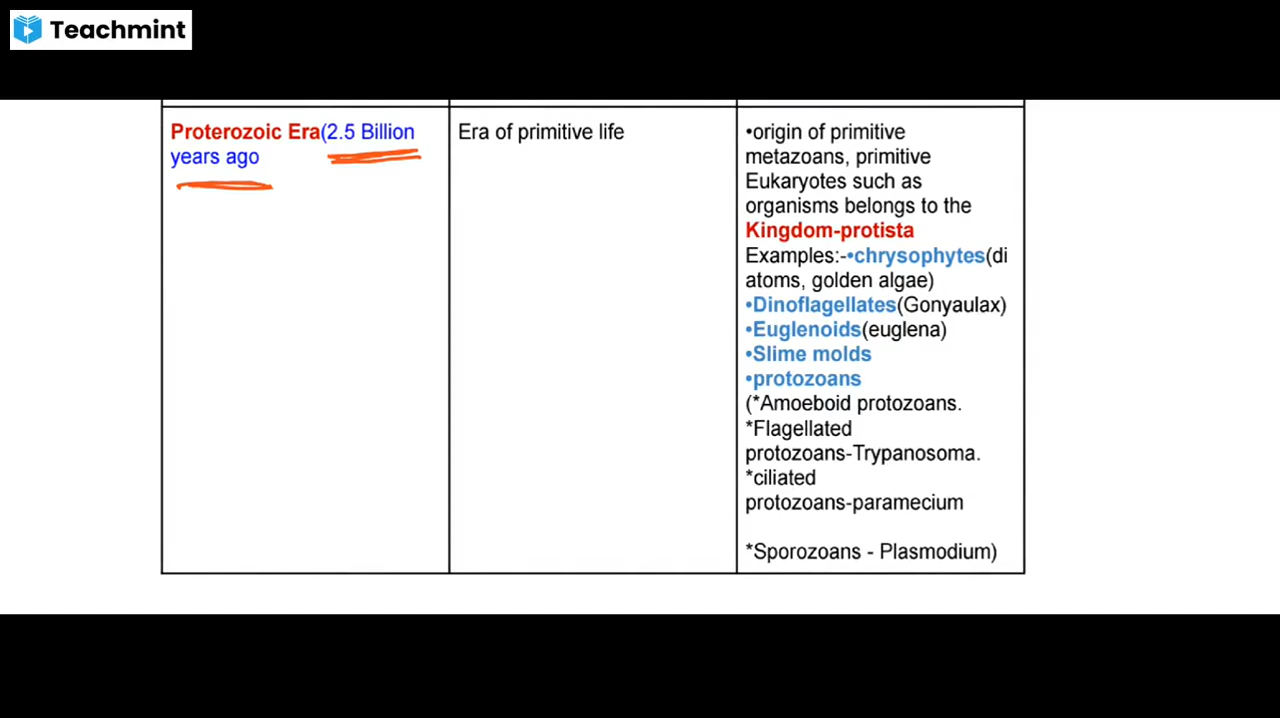 Teachmint
Proterozoic Era(2.5 Billion
years ago
Era of primitive life
•origin of primitive
metazoans, primitive
Eukaryotes such as
organisms belongs to the
Kingdom-protista
Examples:-•chrysophytes(di
atoms, golden algae)
•Dinoflagellates(Gonyaulax)
•Euglenoids(euglena)
•Slime molds
•protozoans
(*Amoeboid protozoans.
*Flagellated
protozoans-Trypanosoma.
*ciliated
protozoans-paramecium
*Sporozoans - Plasmodium)